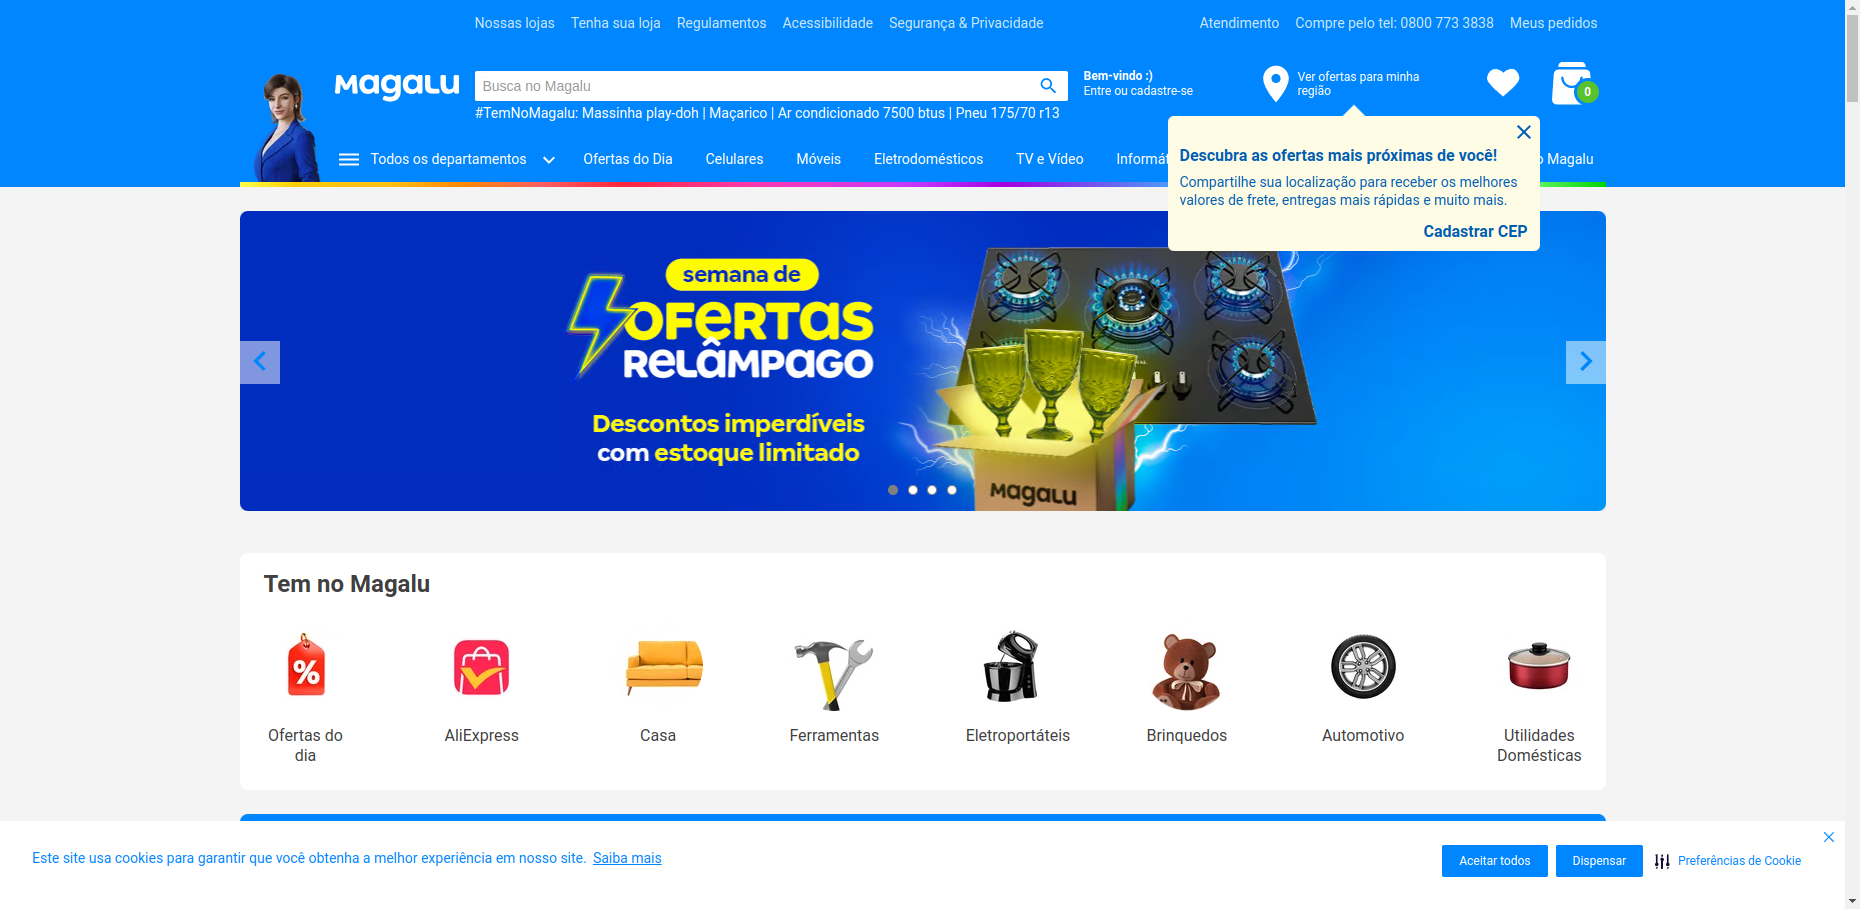 Nossas lojas Tenha sua loja Regulamentos Acessibilidade Segurança & Privacidade Atendimento Compre pelo tel: 0800 773 3838 Meus pedidos
Magalu
Busca no Magalu
#TemNoMagalu: Massinha play-doh | Maçarico | Ar condicionado 7500 btus | Pneu 175/70 r13
Bem-vindo :)
Entre ou cadastre-se
Ver ofertas para minha
região
0
Todos os departamentos Ofertas do Dia Celulares Móveis Eletrodomésticos TV e Vídeo Informát o Magalu
Descubra as ofertas mais próximas de você!
Compartilhe sua localização para receber os melhores
valores de frete, entregas mais rápidas e muito mais.
Cadastrar CEP
semana de
OFERTAS
RELÂMPAGO
Descontos imperdíveis
com estoque limitado
Magalu
Tem no Magalu
%
Ofertas do
dia
AliExpress
Casa
Ferramentas
Eletroportáteis
Brinquedos
Automotivo
Utilidades
Domésticas
Este site usa cookies para garantir que você obtenha a melhor experiência em nosso site. Saiba mais
Aceitar todos Dispensar Preferências de Cookie